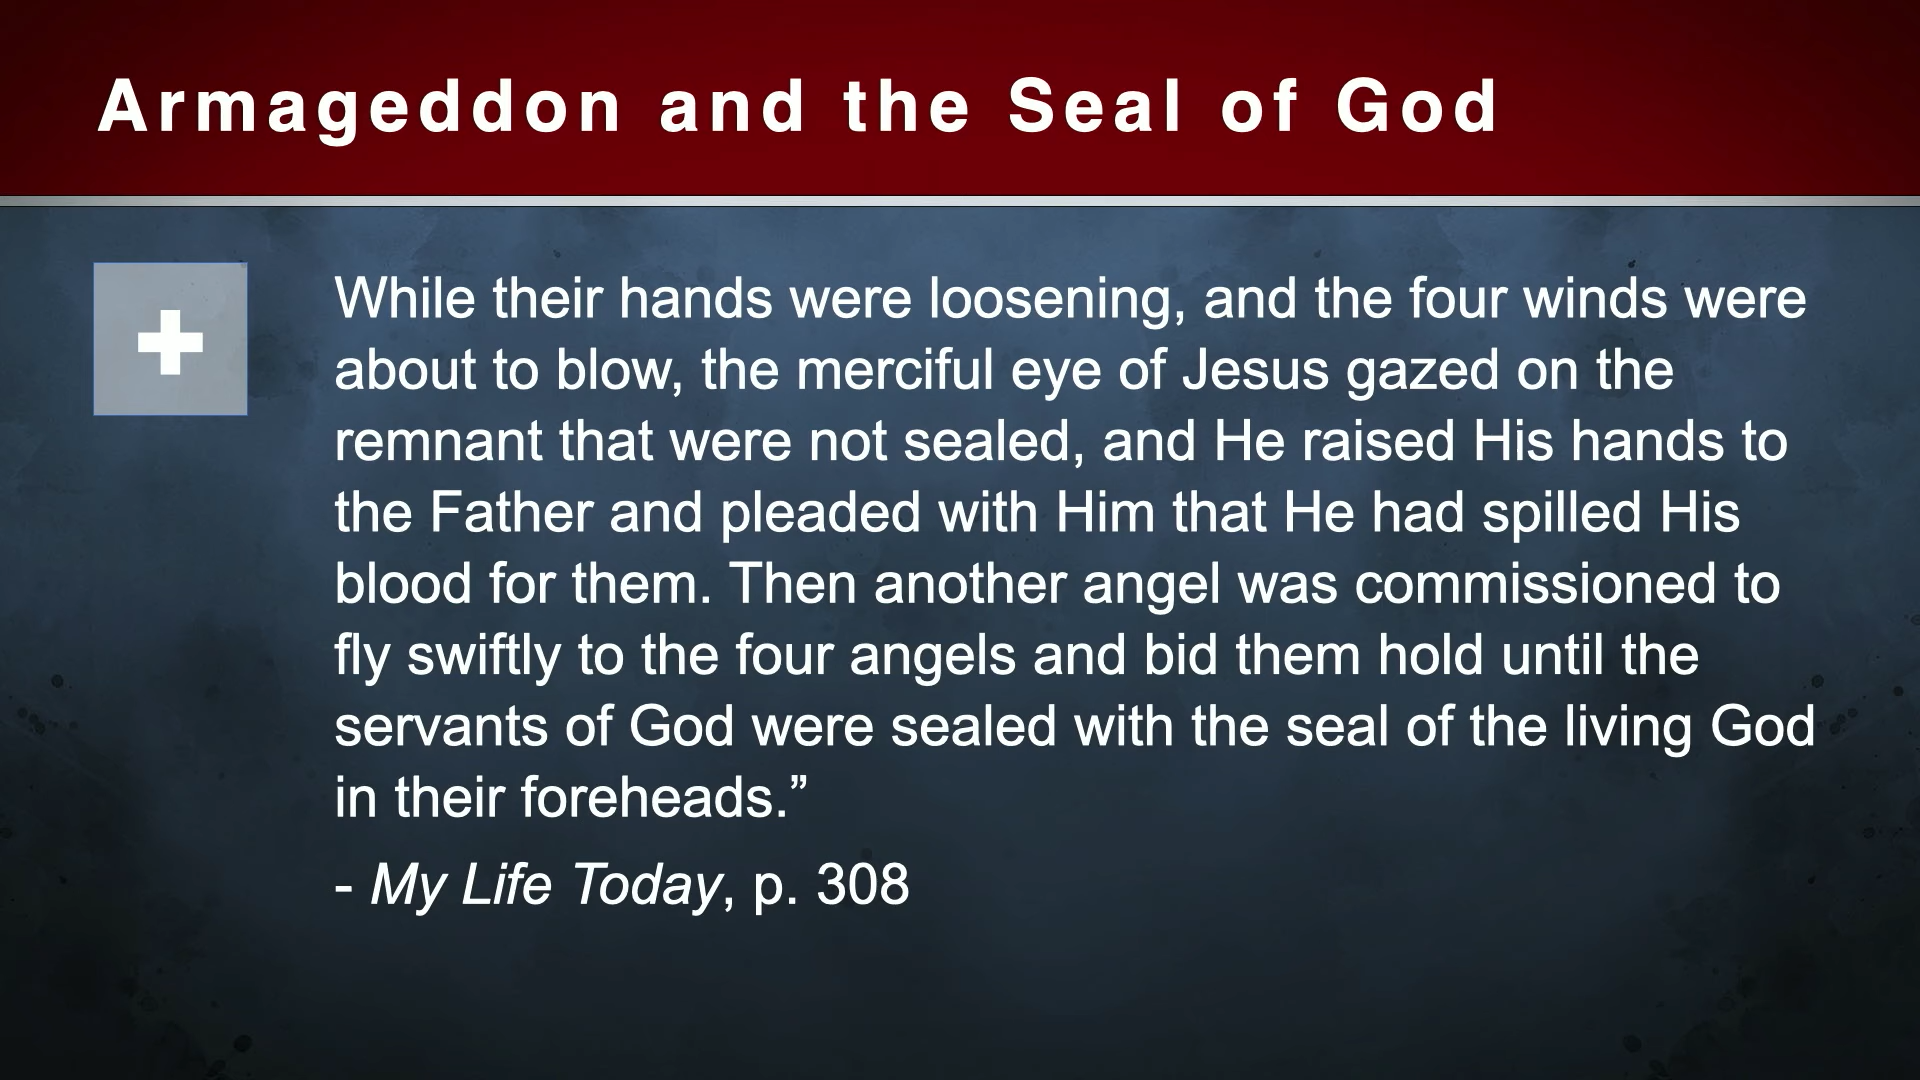 Armageddon and the Seal of God
While their hands were loosening, and the four winds were
about to blow, the merciful eye of Jesus gazed on the
remnant that were not sealed, and He raised His hands to
the Father and pleaded with Him that He had spilled His
blood for them. Then another angel was commissioned to
fly swiftly to the four angels and bid them hold until the
servants of God were sealed with the seal of the living God
in their foreheads.”
- My Life Today, p. 308